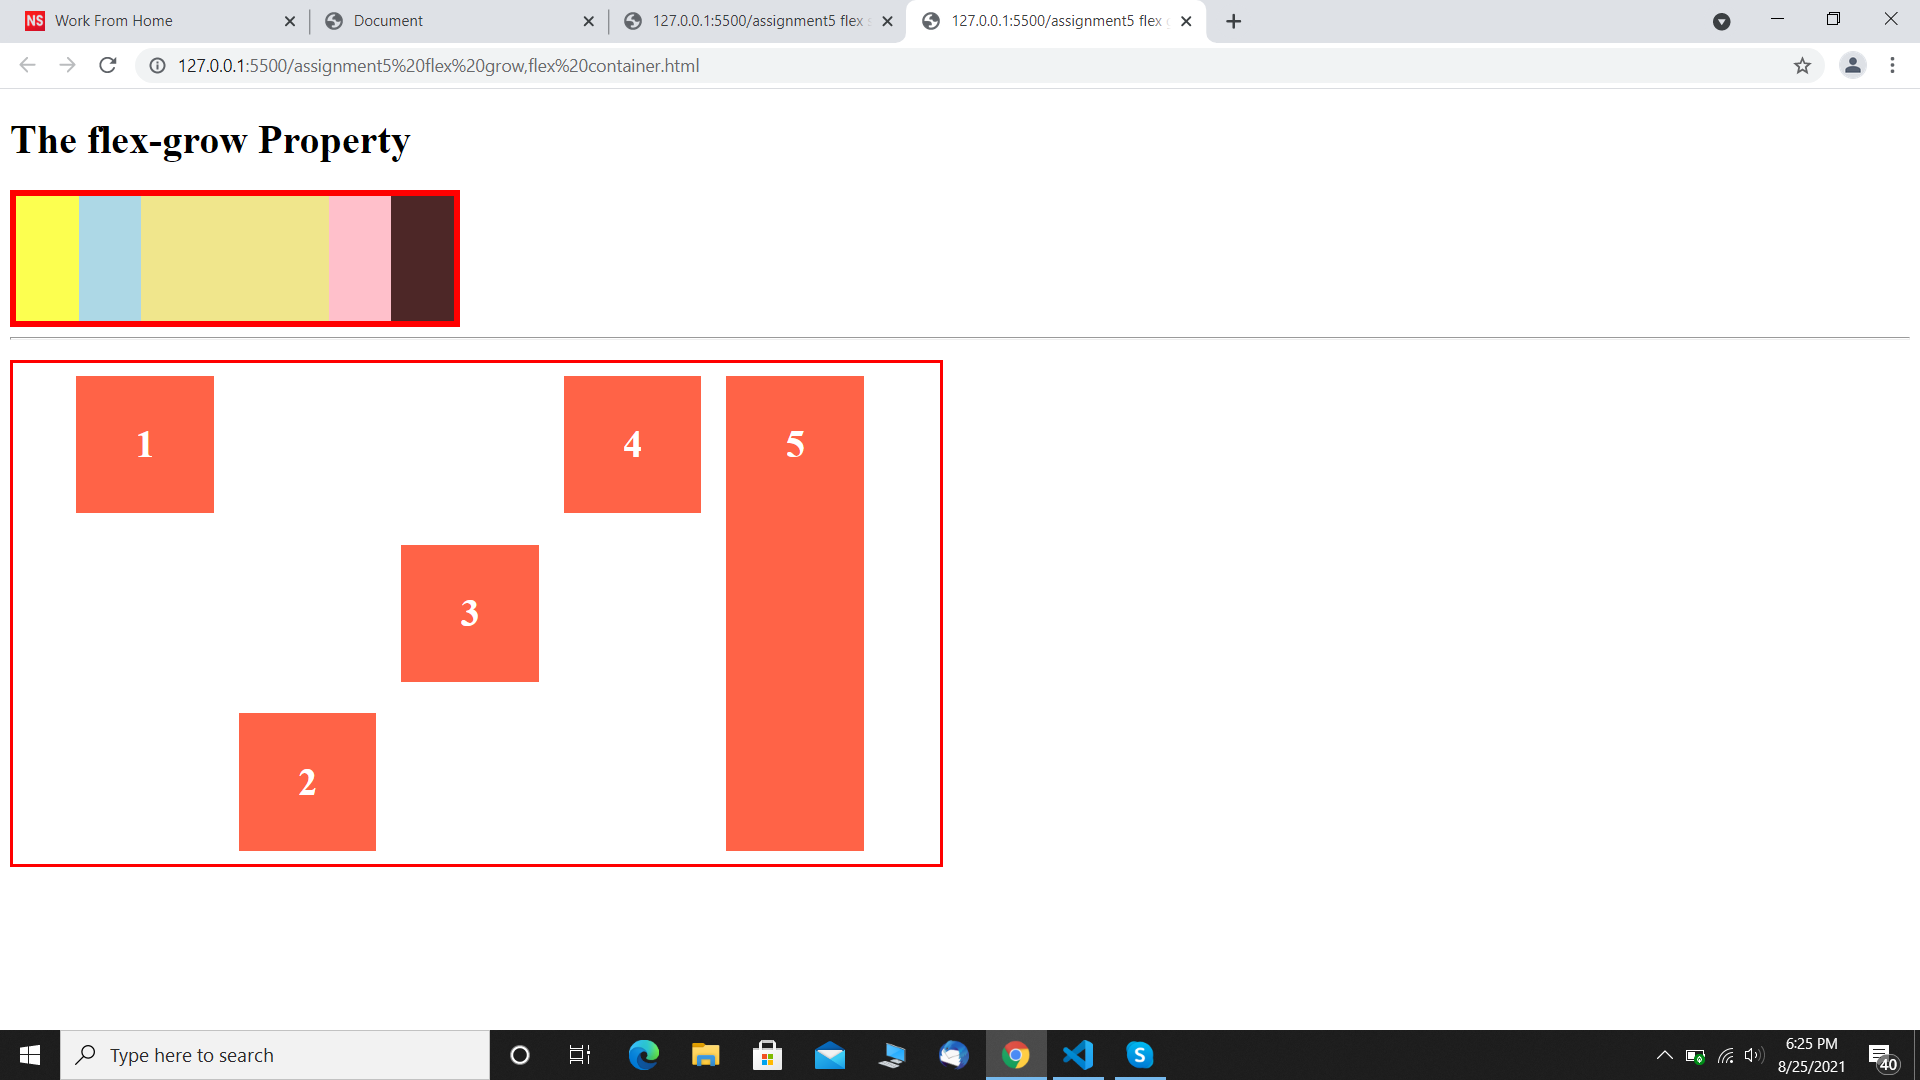 NS Work From Home
Document
127.0.0.1:5500/assignment5 flex
127.0.0.1:5500/assignment5 flex
127.0.0.1:5500/assignment5%20flex%20grow,flex%20container.html
The flex-grow Property
1
4
5
3
2
Type here to search
S
6:25 PM
8/25/2021
40